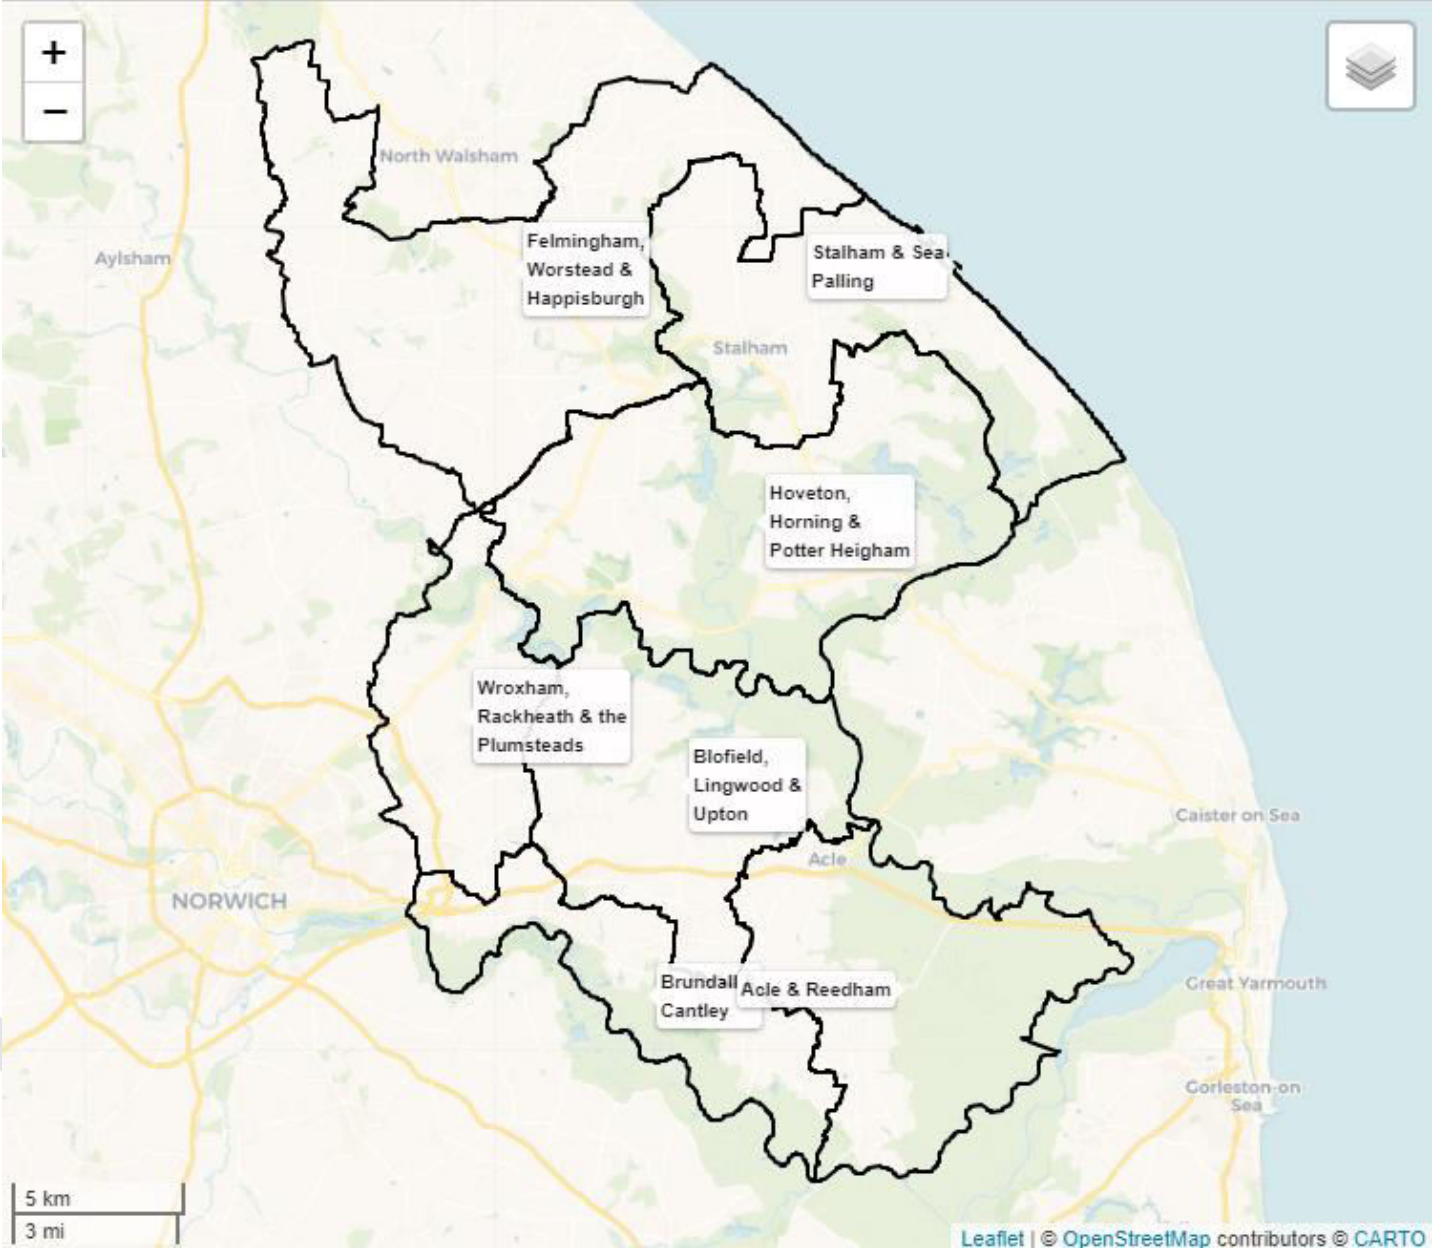 +
−
North Walsham
Aylsham
Felmingham,
Worstead &
Happisburgh
Stalham & Sea
Palling
Stalham
Hoveton,
Horning &
Potter Heigham
Wroxham,
Rackheath & the
Plumsteads
Blofield,
Lingwood &
Upton
Caister on Sea
Acle
NORWICH
Brundall
Cantley
Acle & Reedham
Great Yarmouth
Gorleston-on
Sea
5 km
3 mi
Leaflet | © OpenStreetMap contributors © CARTO